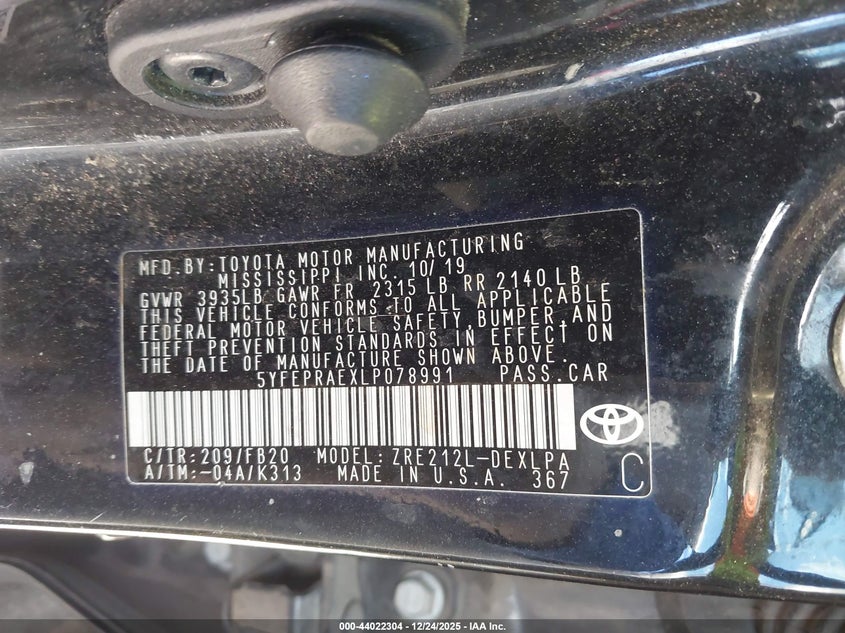 MFD.BY:TOYOTA MOTOR MANUFACTURING
MISSISSIPPI INC. 10/19
GVWR 3935LB GAWR FR 2315 LB RR 2140 LB
THIS VEHICLE CONFORMS TO ALL APPLICABLE
FEDERAL MOTOR VEHICLE SAFETY,BUMPER,AND
THEFT PREVENTION STANDARDS IN EFFECT ON
THE DATE OF MANUFACTURE SHOWN ABOVE.
5YFEPRAEXLP078991 PASS.CAR
C/TR:209/FB20 MODEL:ZRE212L-DEXLPA
A/TM:-04A/K313 MADE IN U.S.A. 367
C
000-44022304 - 12/24/2025 - IAA Inc.